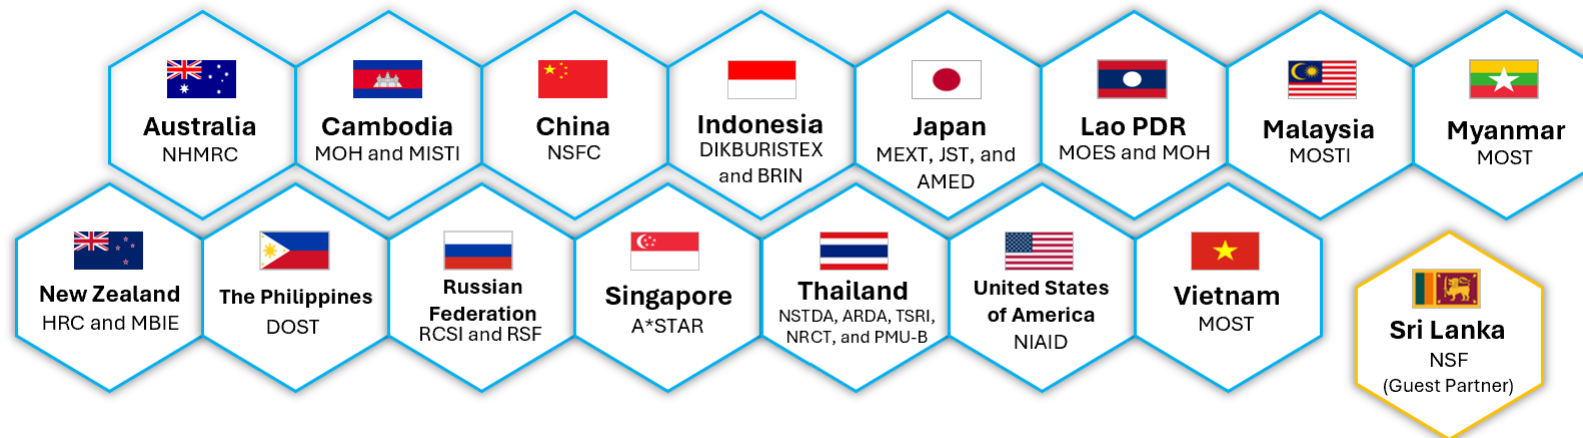 Australia
NHMRC
Cambodia
MOH and MISTI
China
NSFC
Indonesia
DIKBURISTEX
and BRIN
Japan
MEXT, JST, and
AMED
Lao PDR
MOES and MOH
Malaysia
MOSTI
Myanmar
MOST
New Zealand
HRC and MBIE
The Philippines
DOST
Russian
Federation
RCSI and RSF
Singapore
A*STAR
Thailand
NSTDA, ARDA, TSRI,
NRCT, and PMU-B
United States
of America
NIAID
Vietnam
MOST
Sri Lanka
NSF
(Guest Partner)